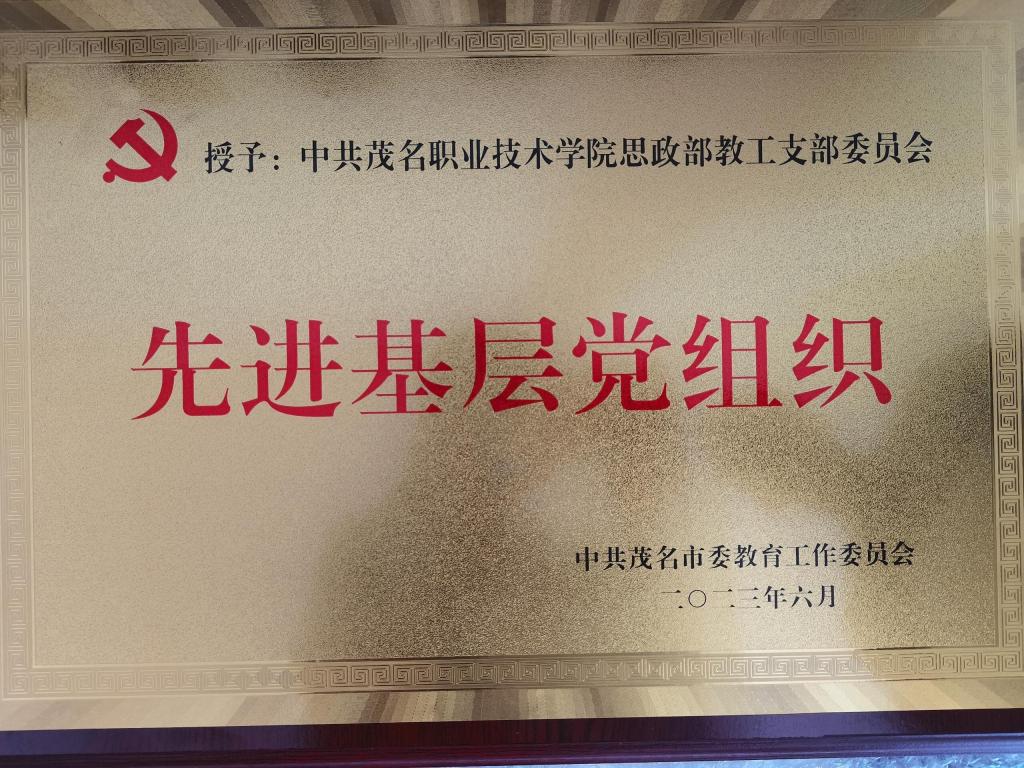 授予：中共茂名职业技术学院思政部教工支部委员会
先进基层党组织
中共茂名市委教育工作委员会
二〇二三年六月